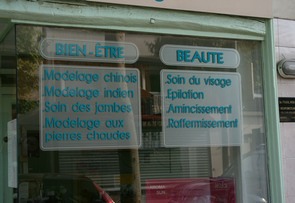 BIEN-ÊTRE
Modelage chinois
Modelage indien
Soin des jambes
Modelage aux
pierres chaudes
BEAUTE
Soin du visage
Epilation
Amincissement
Raffermissement